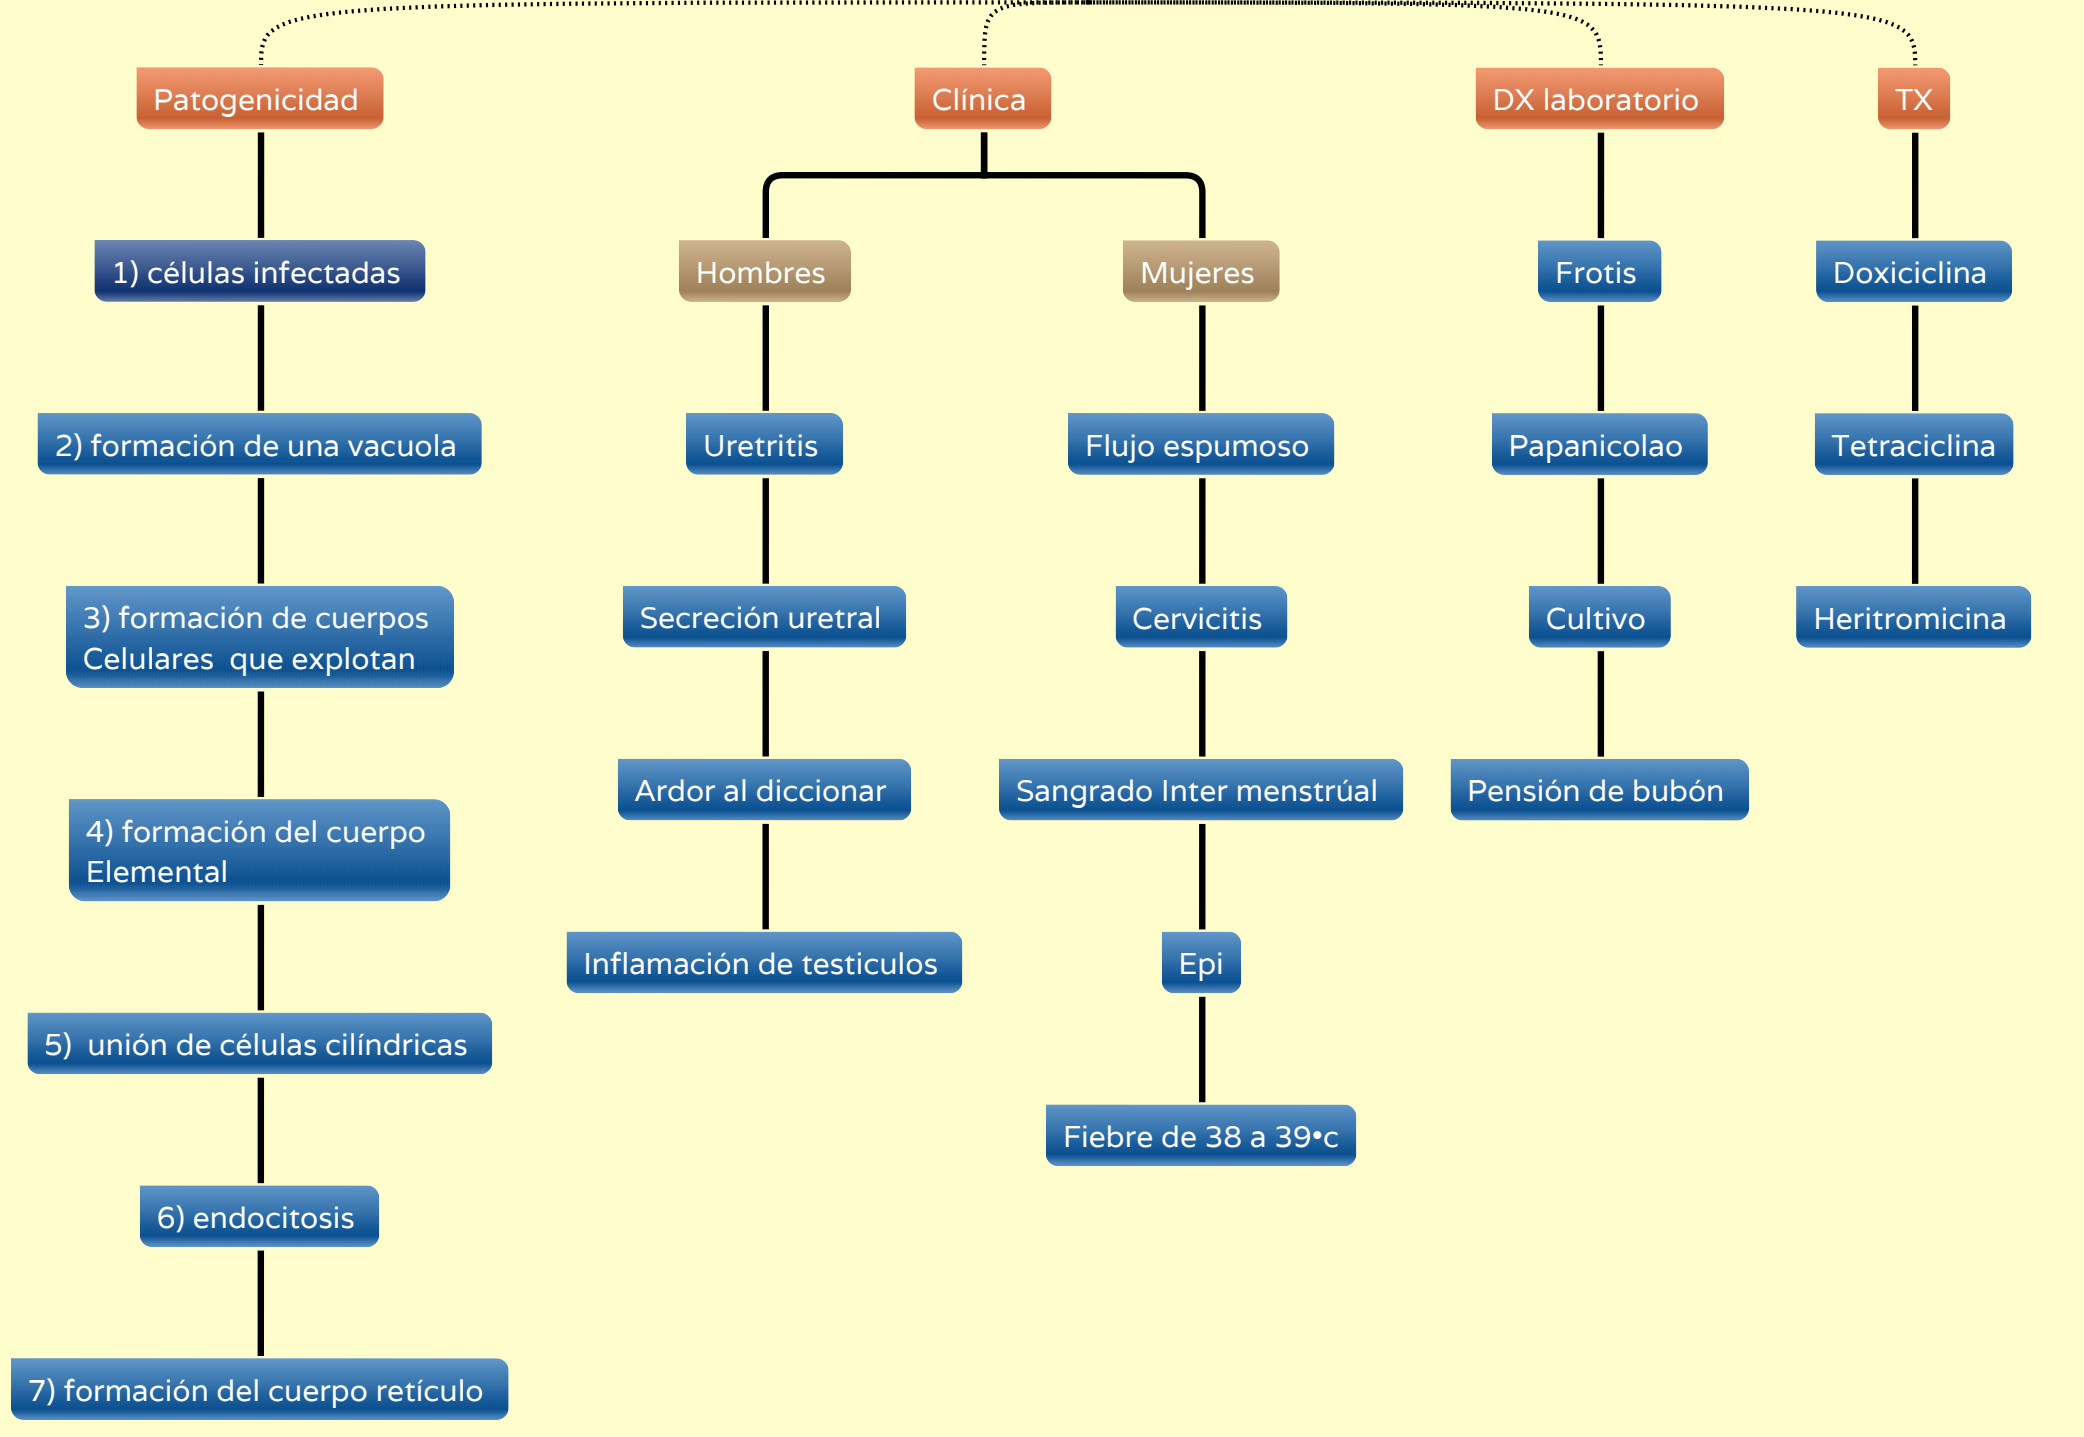 Patogenicidad
1) células infectadas
2) formación de una vacuola
3) formación de cuerpos
Celulares  que explotan
4) formación del cuerpo
Elemental
5)  unión de células cilíndricas
6) endocitosis
7) formación del cuerpo retículo
Clínica
Hombres
Uretritis
Secreción uretral
Ardor al diccionar
Inflamación de testiculos
Mujeres
Flujo espumoso
Cervicitis
Sangrado Inter menstrúal
Epi
Fiebre de 38 a 39•c
DX laboratorio
Frotis
Papanicolao
Cultivo
Pensión de bubón
TX
Doxiciclina
Tetraciclina
Heritromicina